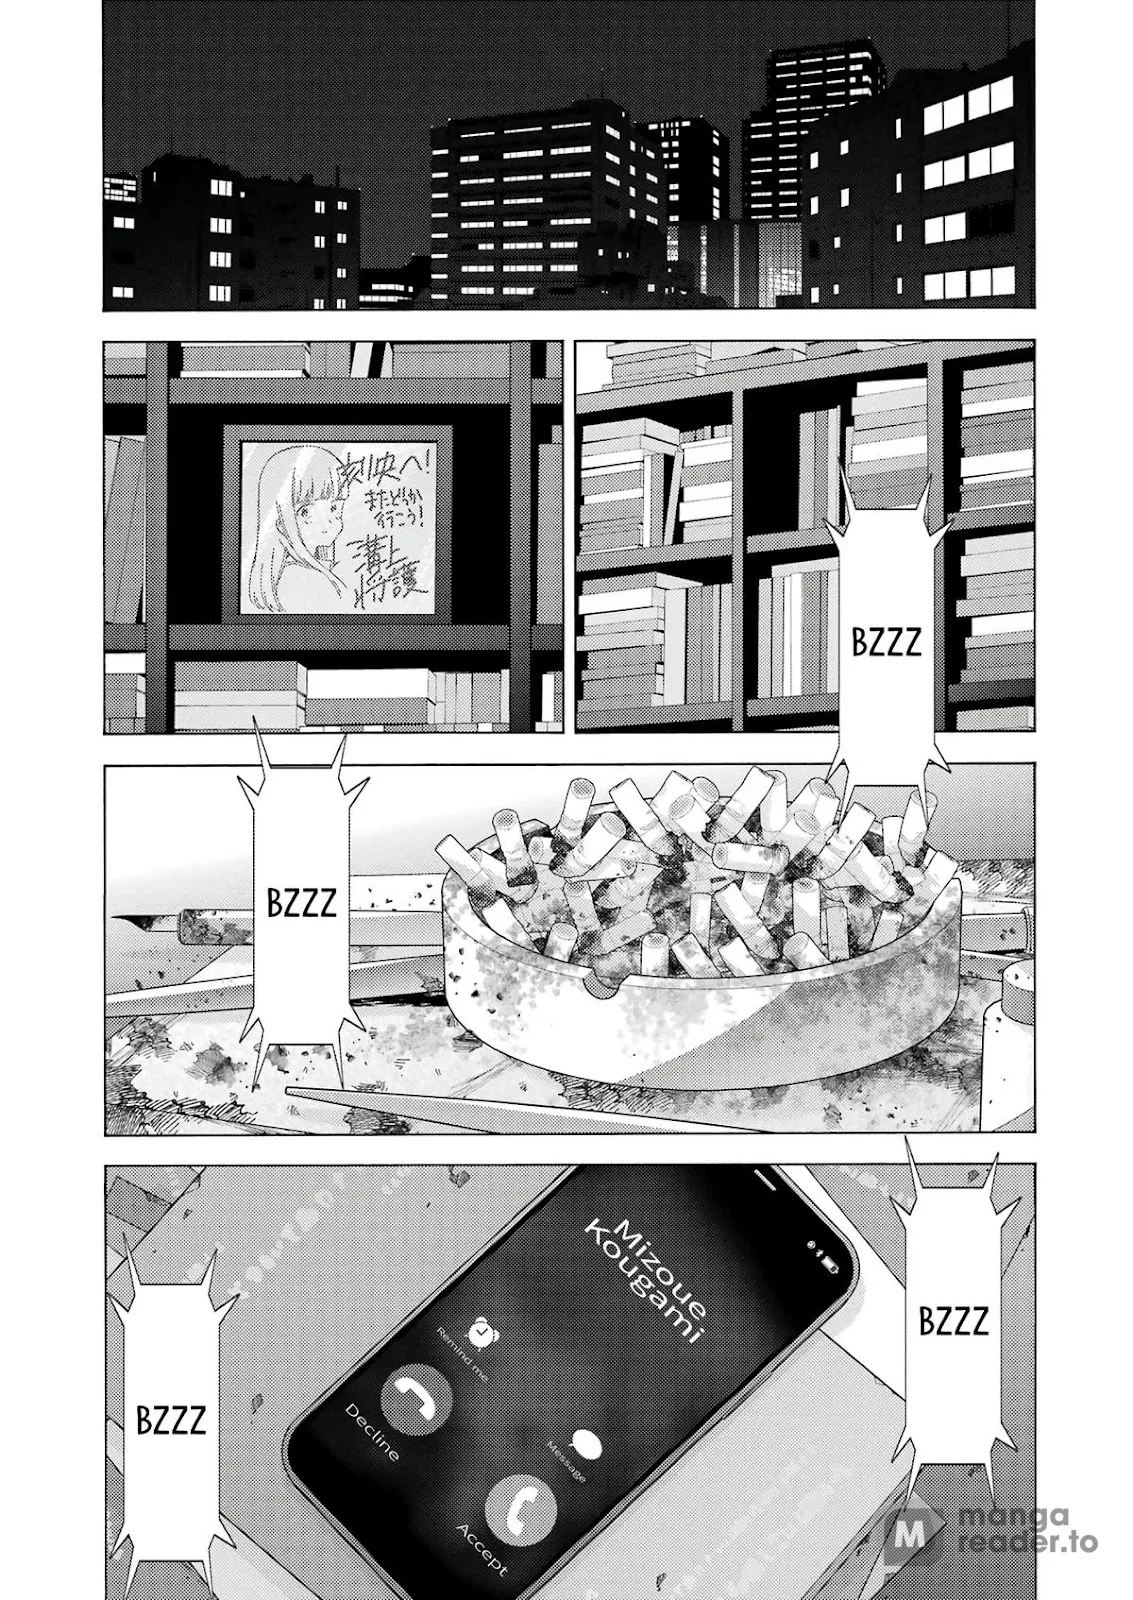 BZZZ
刻央へ！
またどっか
行こう！
溝上
将護
BZZZ
Mizoue
Kougami
Remind me
Decline
Message
Accept
BZZZ
BZZZ
manga
reader.to
M